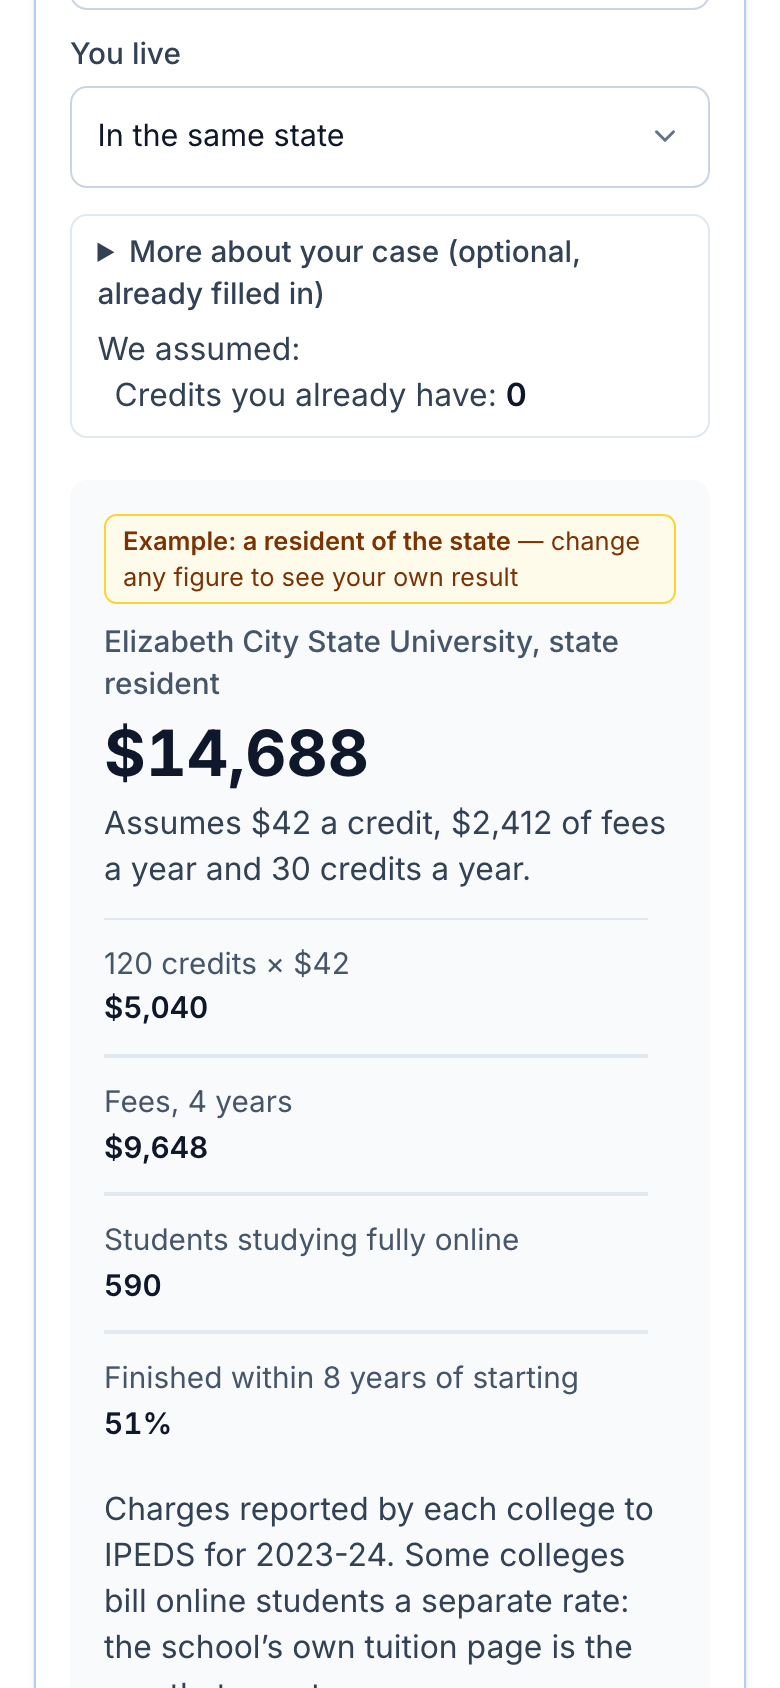 You live
In the same state
▶ More about your case (optional,
already filled in)
We assumed:
Credits you already have: 0
Example: a resident of the state — change
any figure to see your own result
Elizabeth City State University, state
resident
$14,688
Assumes $42 a credit, $2,412 of fees
a year and 30 credits a year.
120 credits × $42
$5,040
Fees, 4 years
$9,648
Students studying fully online
590
Finished within 8 years of starting
51%
Charges reported by each college to
IPEDS for 2023-24. Some colleges
bill online students a separate rate:
the school’s own tuition page is the